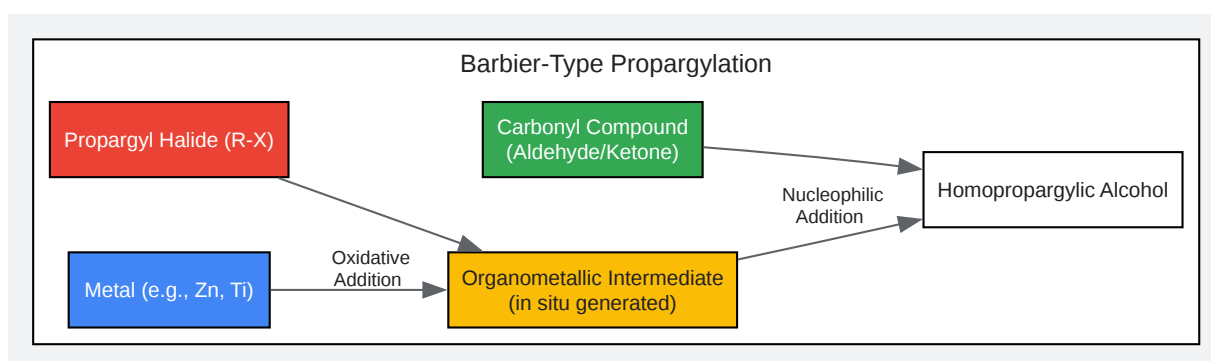 Barbier-Type Propargylation
Propargyl Halide (R-X)
Carbonyl Compound
(Aldehyde/Ketone)
Homopropargylic Alcohol
Nucleophilic
Addition
Oxidative
Addition
Metal (e.g., Zn, Ti)
Organometallic Intermediate
(in situ generated)